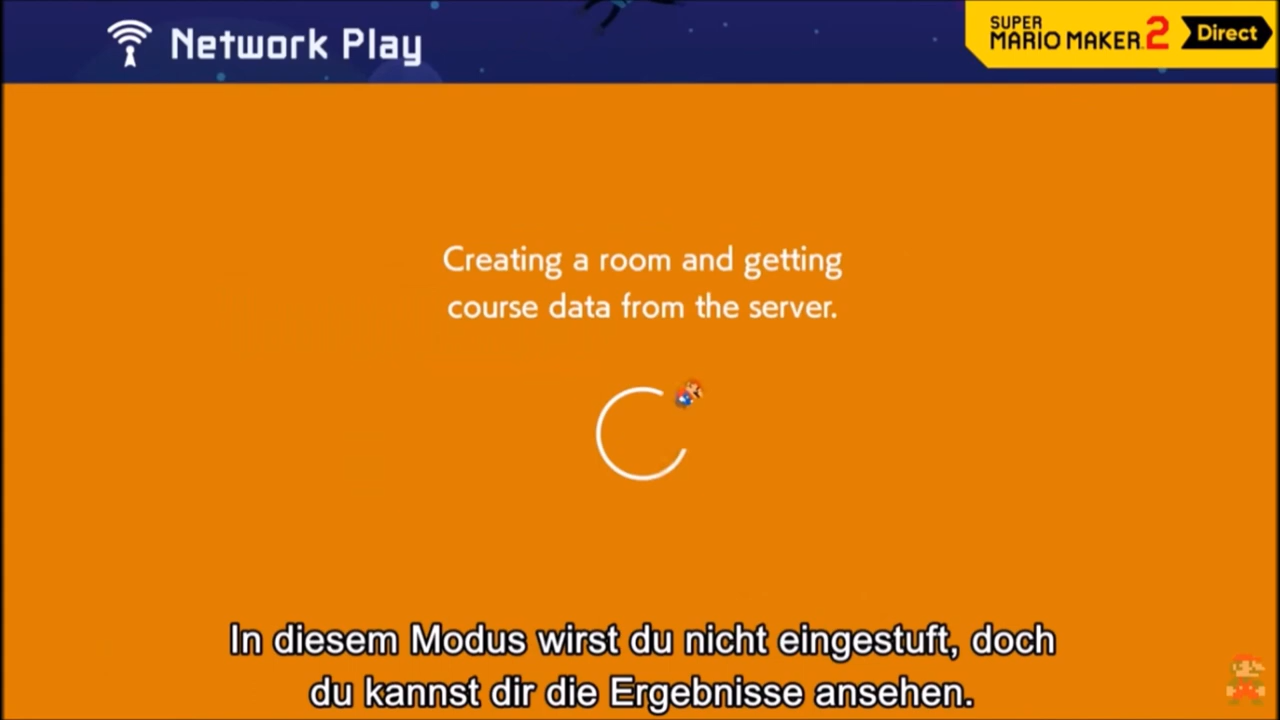 Network Play
SUPER
MARIO MAKER 2
Direct
Creating a room and getting
course data from the server.
In diesem Modus wirst du nicht eingestuft, doch
du kannst dir die Ergebnisse ansehen.